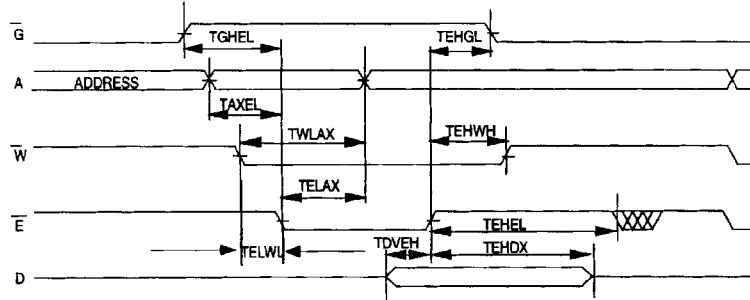 G TGHEL TEHGL
A ADDRESS
TAXEL
TWLAX TEHWH
W
TELAX
E TEHEL
TELWL TDVEH TEHDX
D